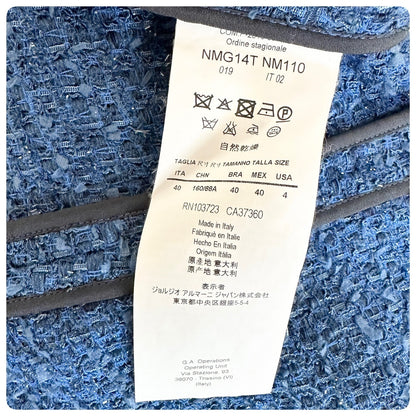 Ordine stagionale
NMG14T NM110
019 IT 02
自然乾燥
TAGLIA 尺寸 尺寸 TAMANHO TALLA SIZE
ITA CHN BRA MEX USA
40 160/88A 40 40 4
RN103723 CA37360
Made in Italy
Fabriqué en Italie
Hecho En Italia
Origem Itália
原产地 意大利
原產地 意大利
表示者
ジョルジオ アルマーニ ジャパン株式会社
東京都中央区銀座5-5-4
G.A. Operations
Operating Unit
Via Stazione, 93
36070 - Trissino (VI)
(Italy)